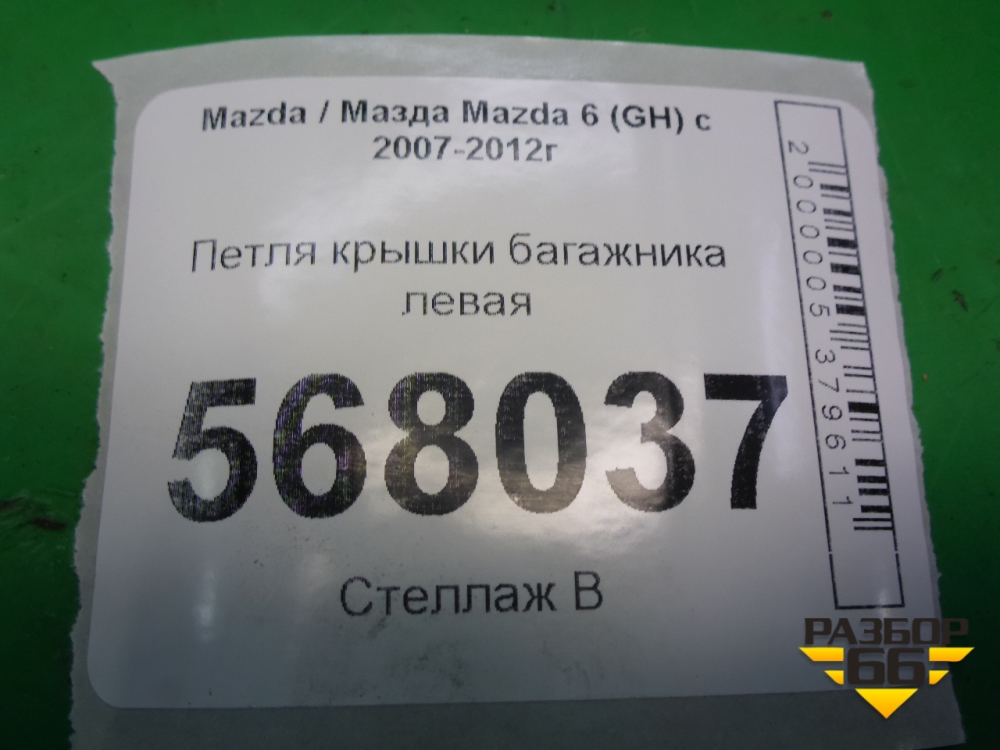 Mazda / Мазда Mazda 6 (GH) с
2007-2012г
Петля крышки багажника
левая
568037
Стеллаж В
2000005379611
РАЗБОР
66